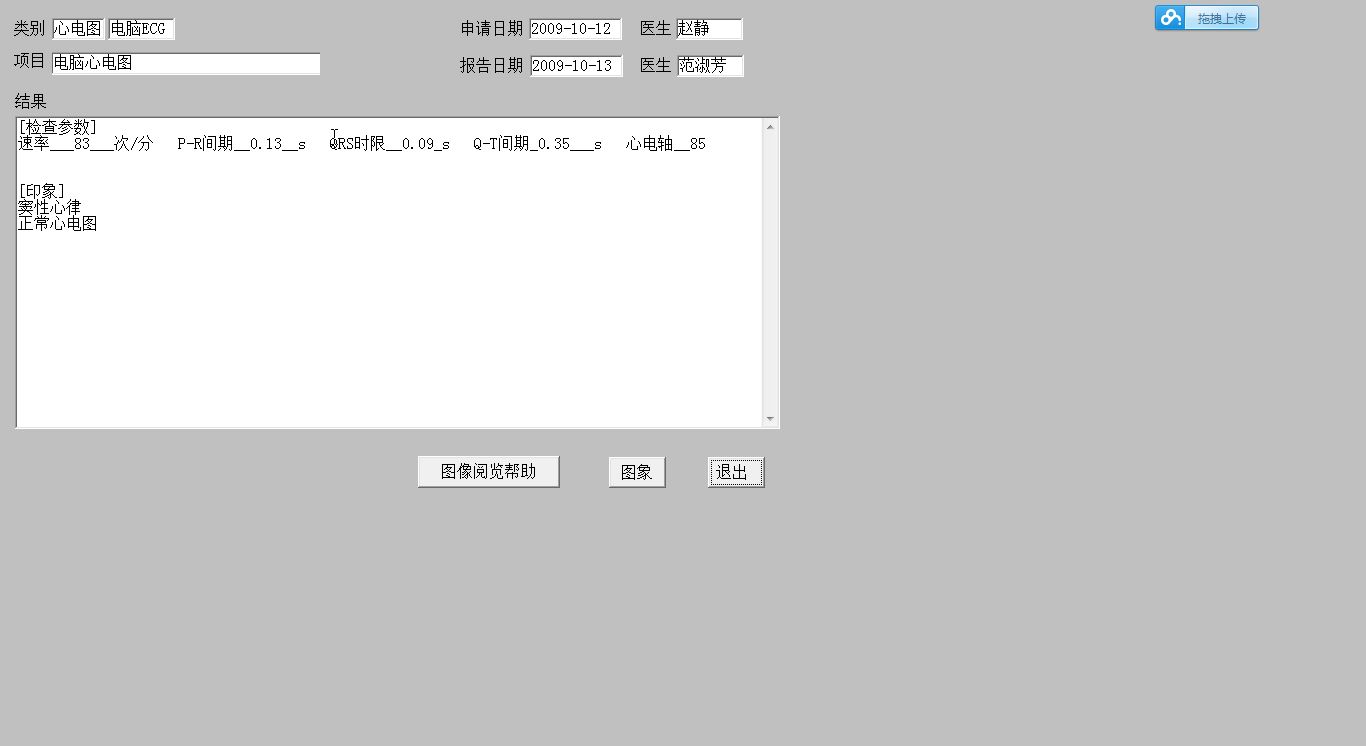 类别 心电图 电脑ECG 申请日期 2009-10-12 医生 赵静
项目 电脑心电图 报告日期 2009-10-13 医生 范淑芳
结果
[检查参数]
速率___83___次/分 P-R间期__0.13__s QRS时限__0.09_s Q-T间期_0.35___s 心电轴__85
[印象]
窦性心律
正常心电图
图像阅览帮助 图象 退出
拖拽上传